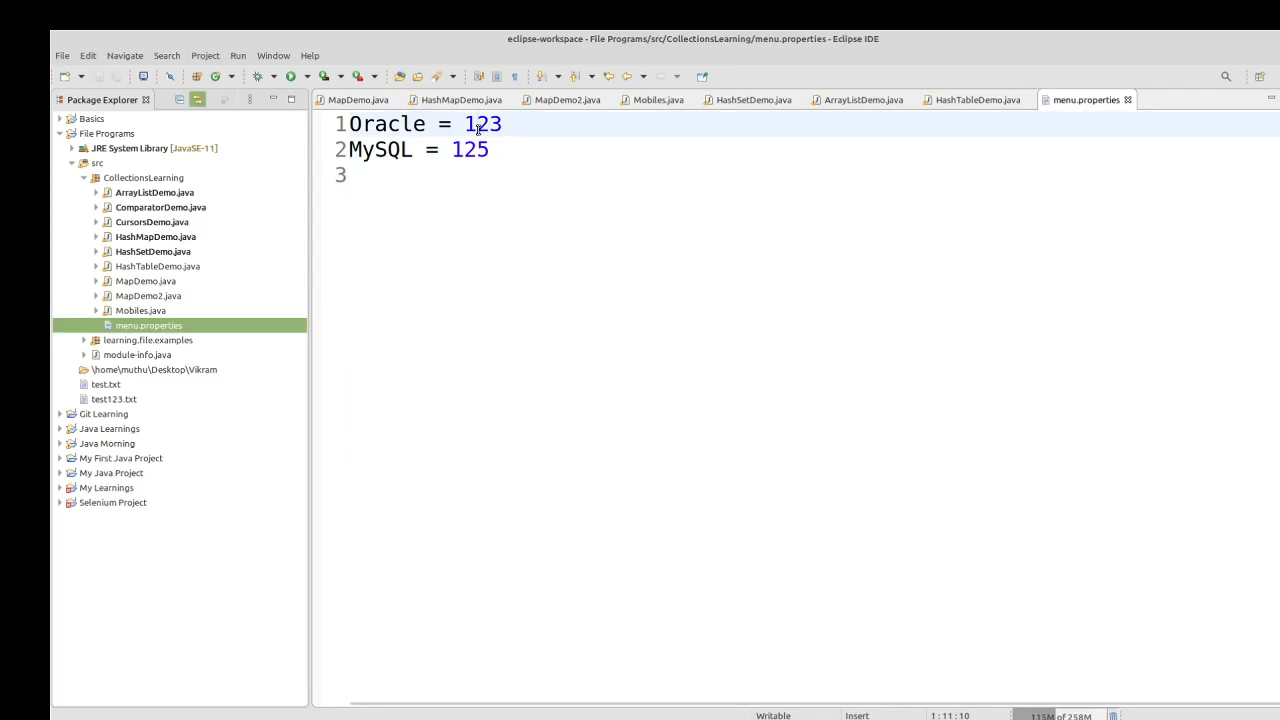 eclipse-workspace - File Programs/src/CollectionsLearning/menu.properties - Eclipse IDE
File Edit Navigate Search Project Run Window Help
Package Explorer
MapDemo.java HashMapDemo.java MapDemo2.java Mobiles.java HashSetDemo.java ArrayListDemo.java HashTableDemo.java menu.properties
Basics
File Programs
JRE System Library [JavaSE-11]
src
CollectionsLearning
ArrayListDemo.java
ComparatorDemo.java
CursorsDemo.java
HashMapDemo.java
HashSetDemo.java
HashTableDemo.java
MapDemo.java
MapDemo2.java
Mobiles.java
menu.properties
learning.file.examples
module-info.java
\home\muthu\Desktop\Vikram
test.txt
test123.txt
Git Learning
Java Learnings
Java Morning
My First Java Project
My Java Project
My Learnings
Selenium Project
1Oracle = 123
2MySQL = 125
3
Writable Insert 1:11:10 115M of 258M